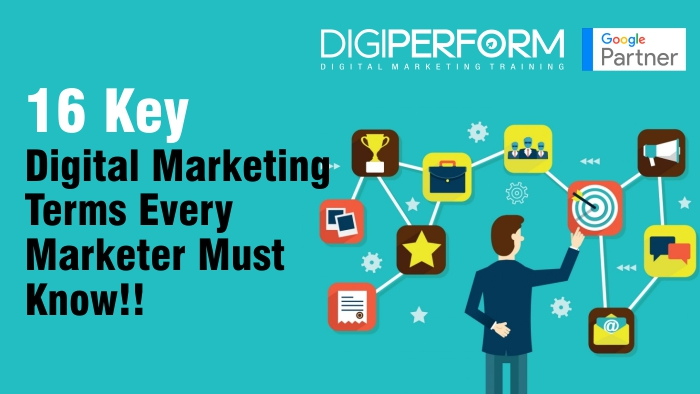 DIGIPERFORM
DIGITAL MARKETING TRAINING
Google
Partner
16 Key
Digital Marketing
Terms Every
Marketer Must
Know!!
@